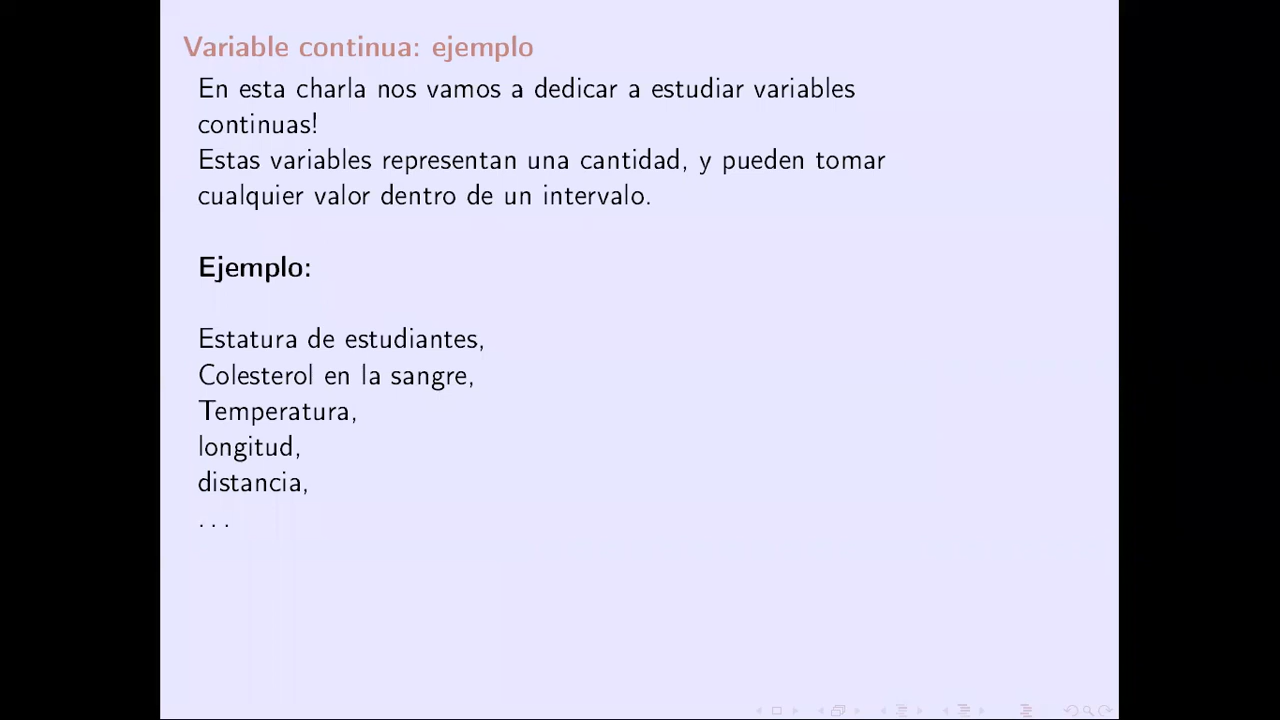 Variable continua: ejemplo
En esta charla nos vamos a dedicar a estudiar variables
continuas!
Estas variables representan una cantidad, y pueden tomar
cualquier valor dentro de un intervalo.
Ejemplo:
Estatura de estudiantes,
Colesterol en la sangre,
Temperatura,
longitud,
distancia,
...